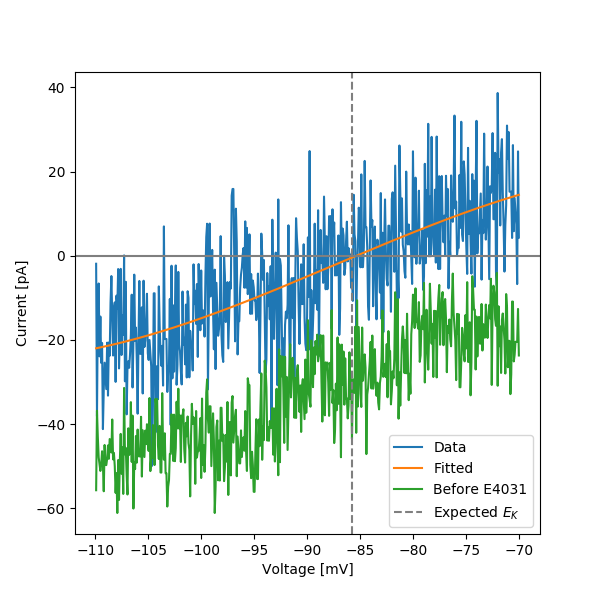 40
20
0
−20
−40
−60
Current [pA]
−110
−105
−100
−95
−90
−85
−80
−75
−70
Voltage [mV]
Data
Fitted
Before E4031
Expected E_K